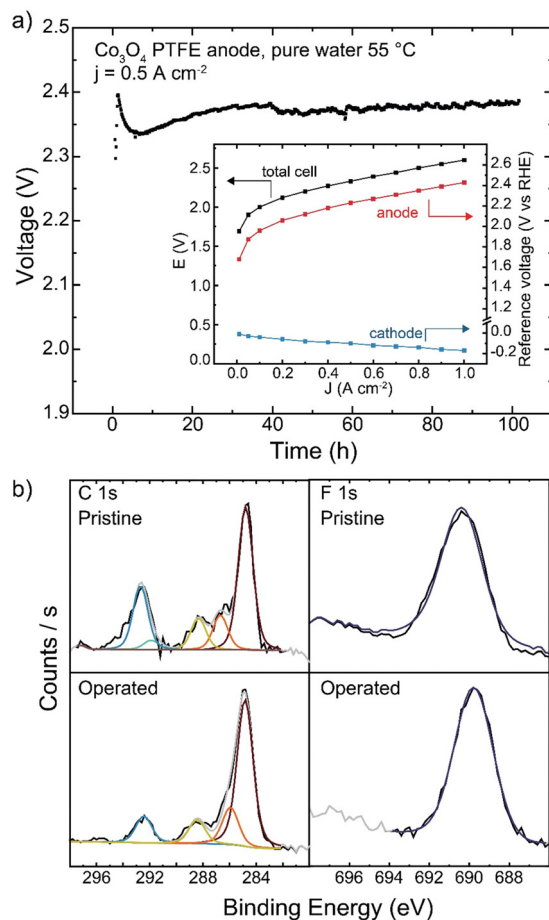 a)
Co₃O₄ PTFE anode, pure water 55 °C
j = 0.5 A cm⁻²
2.5
2.4
2.3
2.2
2.1
2.0
1.9
Voltage (V)
total cell
anode
cathode
2.5
2.0
1.5
1.0
0.5
0.0
E (V)
2.6
2.4
2.2
2.0
1.8
1.6
0.0
-0.2
Reference voltage (V vs RHE)
0.0 0.2 0.4 0.6 0.8 1.0
J (A cm⁻²)
0 20 40 60 80 100
Time (h)
b)
C 1s
Pristine
F 1s
Pristine
Operated
Operated
Counts / s
296 292 288 284
696 694 692 690 688
Binding Energy (eV)